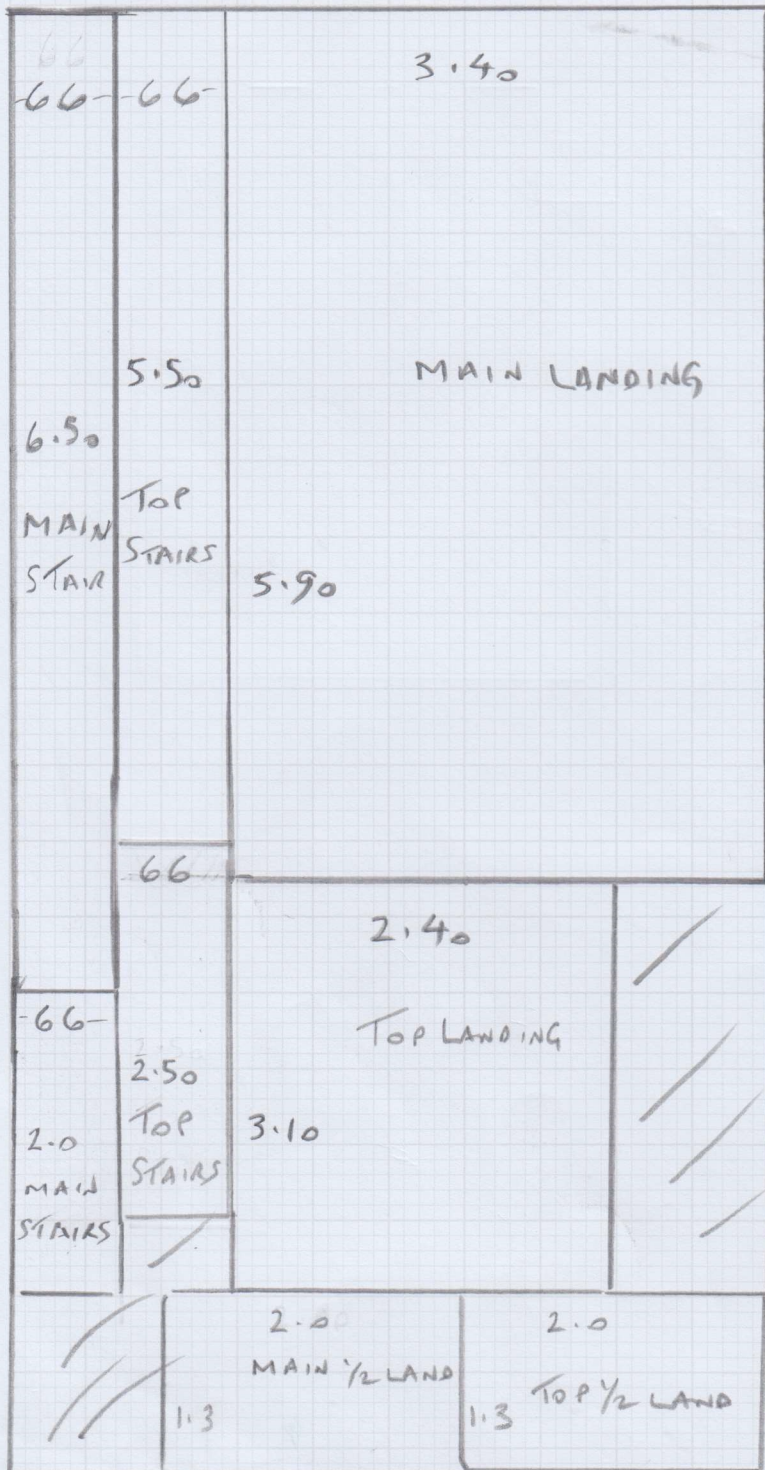 -66-
-66-
3.40
6.50
MAIN
STAIR
5.50
TOP
STAIRS
MAIN LANDING
5.90
66
2.40
TOP LANDING
3.10
-66-
2.0
MAIN
STAIRS
2.50
TOP
STAIRS
2.0
MAIN 1/2 LAND
1.3
2.0
TOP 1/2 LAND
1.3